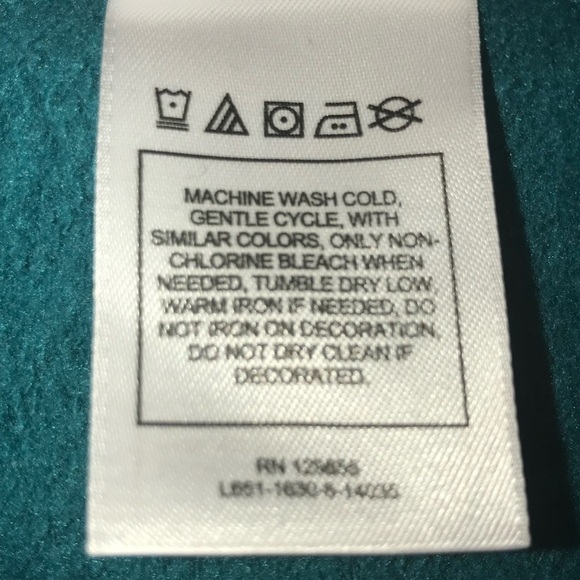 MACHINE WASH COLD,
GENTLE CYCLE, WITH
SIMILAR COLORS, ONLY NON-
CHLORINE BLEACH WHEN
NEEDED, TUMBLE DRY LOW,
WARM IRON IF NEEDED, DO
NOT IRON ON DECORATION,
DO NOT DRY CLEAN IF
DECORATED.
RN